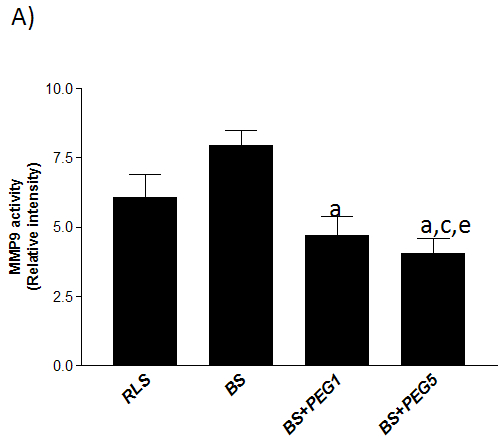 A)
10.0
7.5
5.0
2.5
0.0
MMP9 activity
(Relative intensity)
a
a,c,e
RLS
BS
BS+PEG1
BS+PEG5